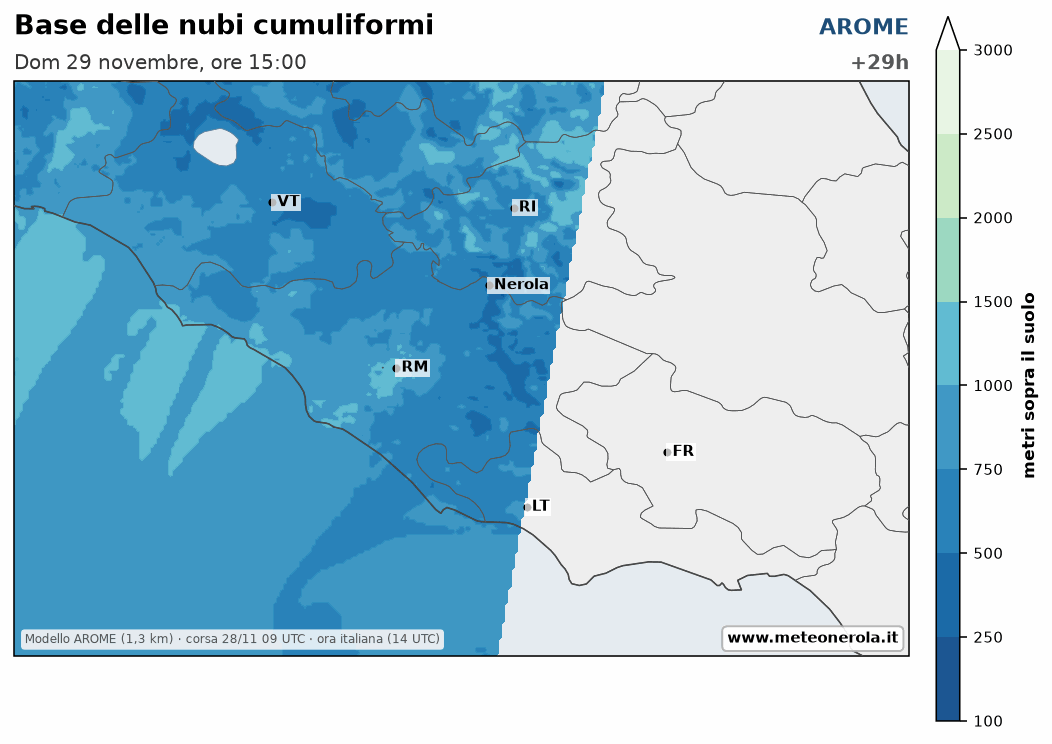 Base delle nubi cumuliformi
AROME
Dom 29 novembre, ore 15:00
+29h
VT
RI
Nerola
RM
FR
LT
Modello AROME (1,3 km) · corsa 28/11 09 UTC · ora italiana (14 UTC)
www.meteonerola.it
3000
2500
2000
1500
1000
750
500
250
100
metri sopra il suolo